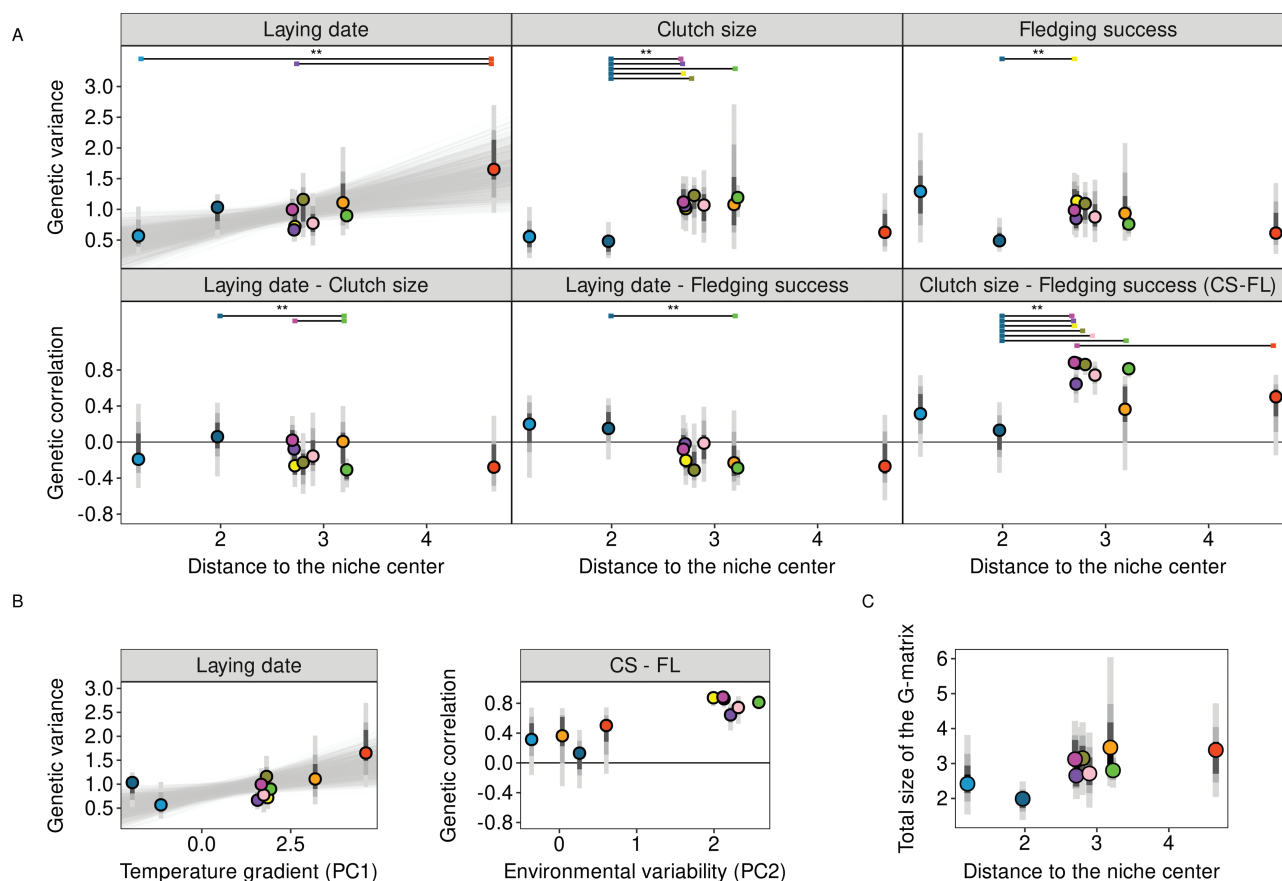 A
Laying date
Clutch size
Fledging success
**
**
**
Genetic variance
3.0
2.5
2.0
1.5
1.0
0.5
Laying date - Clutch size
Laying date - Fledging success
Clutch size - Fledging success (CS-FL)
**
**
**
Genetic correlation
0.8
0.4
0.0
-0.4
-0.8
2 3 4
2 3 4
2 3 4
Distance to the niche center
Distance to the niche center
Distance to the niche center
B
Laying date
Genetic variance
3.0
2.5
2.0
1.5
1.0
0.5
0.0 2.5
Temperature gradient (PC1)
CS - FL
Genetic correlation
0.8
0.4
0.0
-0.4
-0.8
0 1 2
Environmental variability (PC2)
C
Total size of the G-matrix
6
5
4
3
2
2 3 4
Distance to the niche center